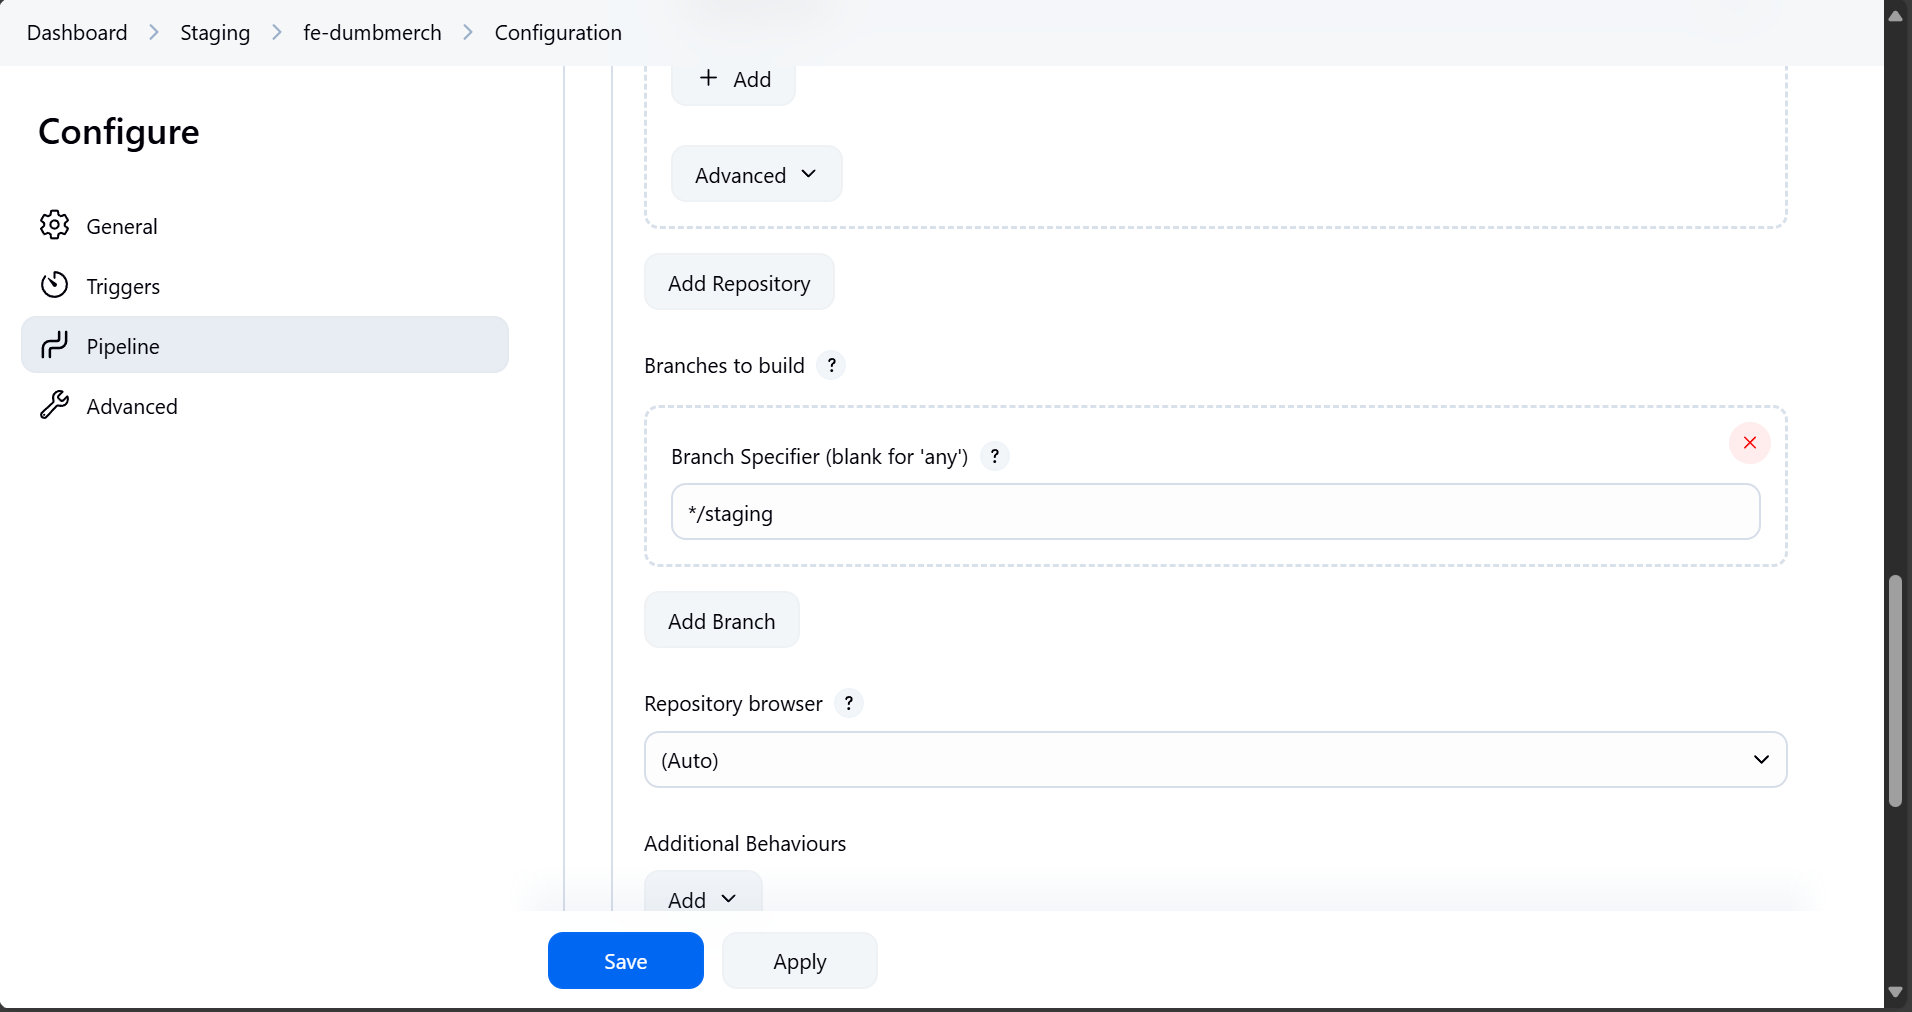 Dashboard > Staging > fe-dumbmerch > Configuration
Configure
General
Triggers
Pipeline
Advanced
+ Add
Advanced
Add Repository
Branches to build ?
Branch Specifier (blank for 'any') ?
*/staging
Add Branch
Repository browser ?
(Auto)
Additional Behaviours
Add
Save
Apply